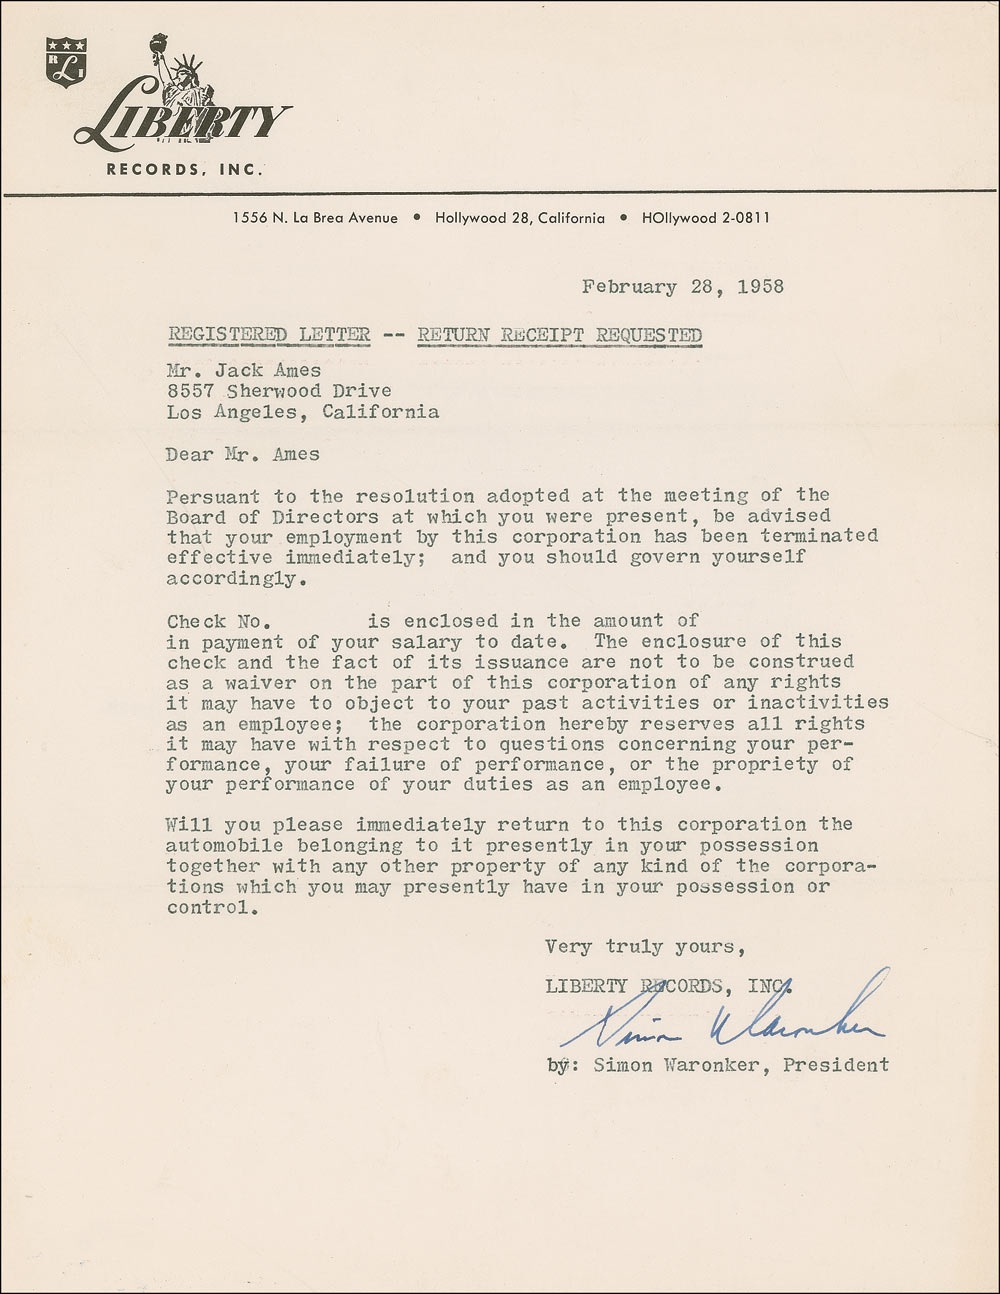 R L I
LIBERTY
RECORDS, INC.
1556 N. La Brea Avenue • Hollywood 28, California • HOllywood 2-0811
February 28, 1958
REGISTERED LETTER -- RETURN RECEIPT REQUESTED
Mr. Jack Ames
8557 Sherwood Drive
Los Angeles, California
Dear Mr. Ames
Persuant to the resolution adopted at the meeting of the
Board of Directors at which you were present, be advised
that your employment by this corporation has been terminated
effective immediately; and you should govern yourself
accordingly.
Check No. is enclosed in the amount of
in payment of your salary to date. The enclosure of this
check and the fact of its issuance are not to be construed
as a waiver on the part of this corporation of any rights
it may have to object to your past activities or inactivities
as an employee; the corporation hereby reserves all rights
it may have with respect to questions concerning your per-
formance, your failure of performance, or the propriety of
your performance of your duties as an employee.
Will you please immediately return to this corporation the
automobile belonging to it presently in your possession
together with any other property of any kind of the corpora-
tions which you may presently have in your possession or
control.
Very truly yours,
LIBERTY RECORDS, INC.
Simon Waronker
by: Simon Waronker, President